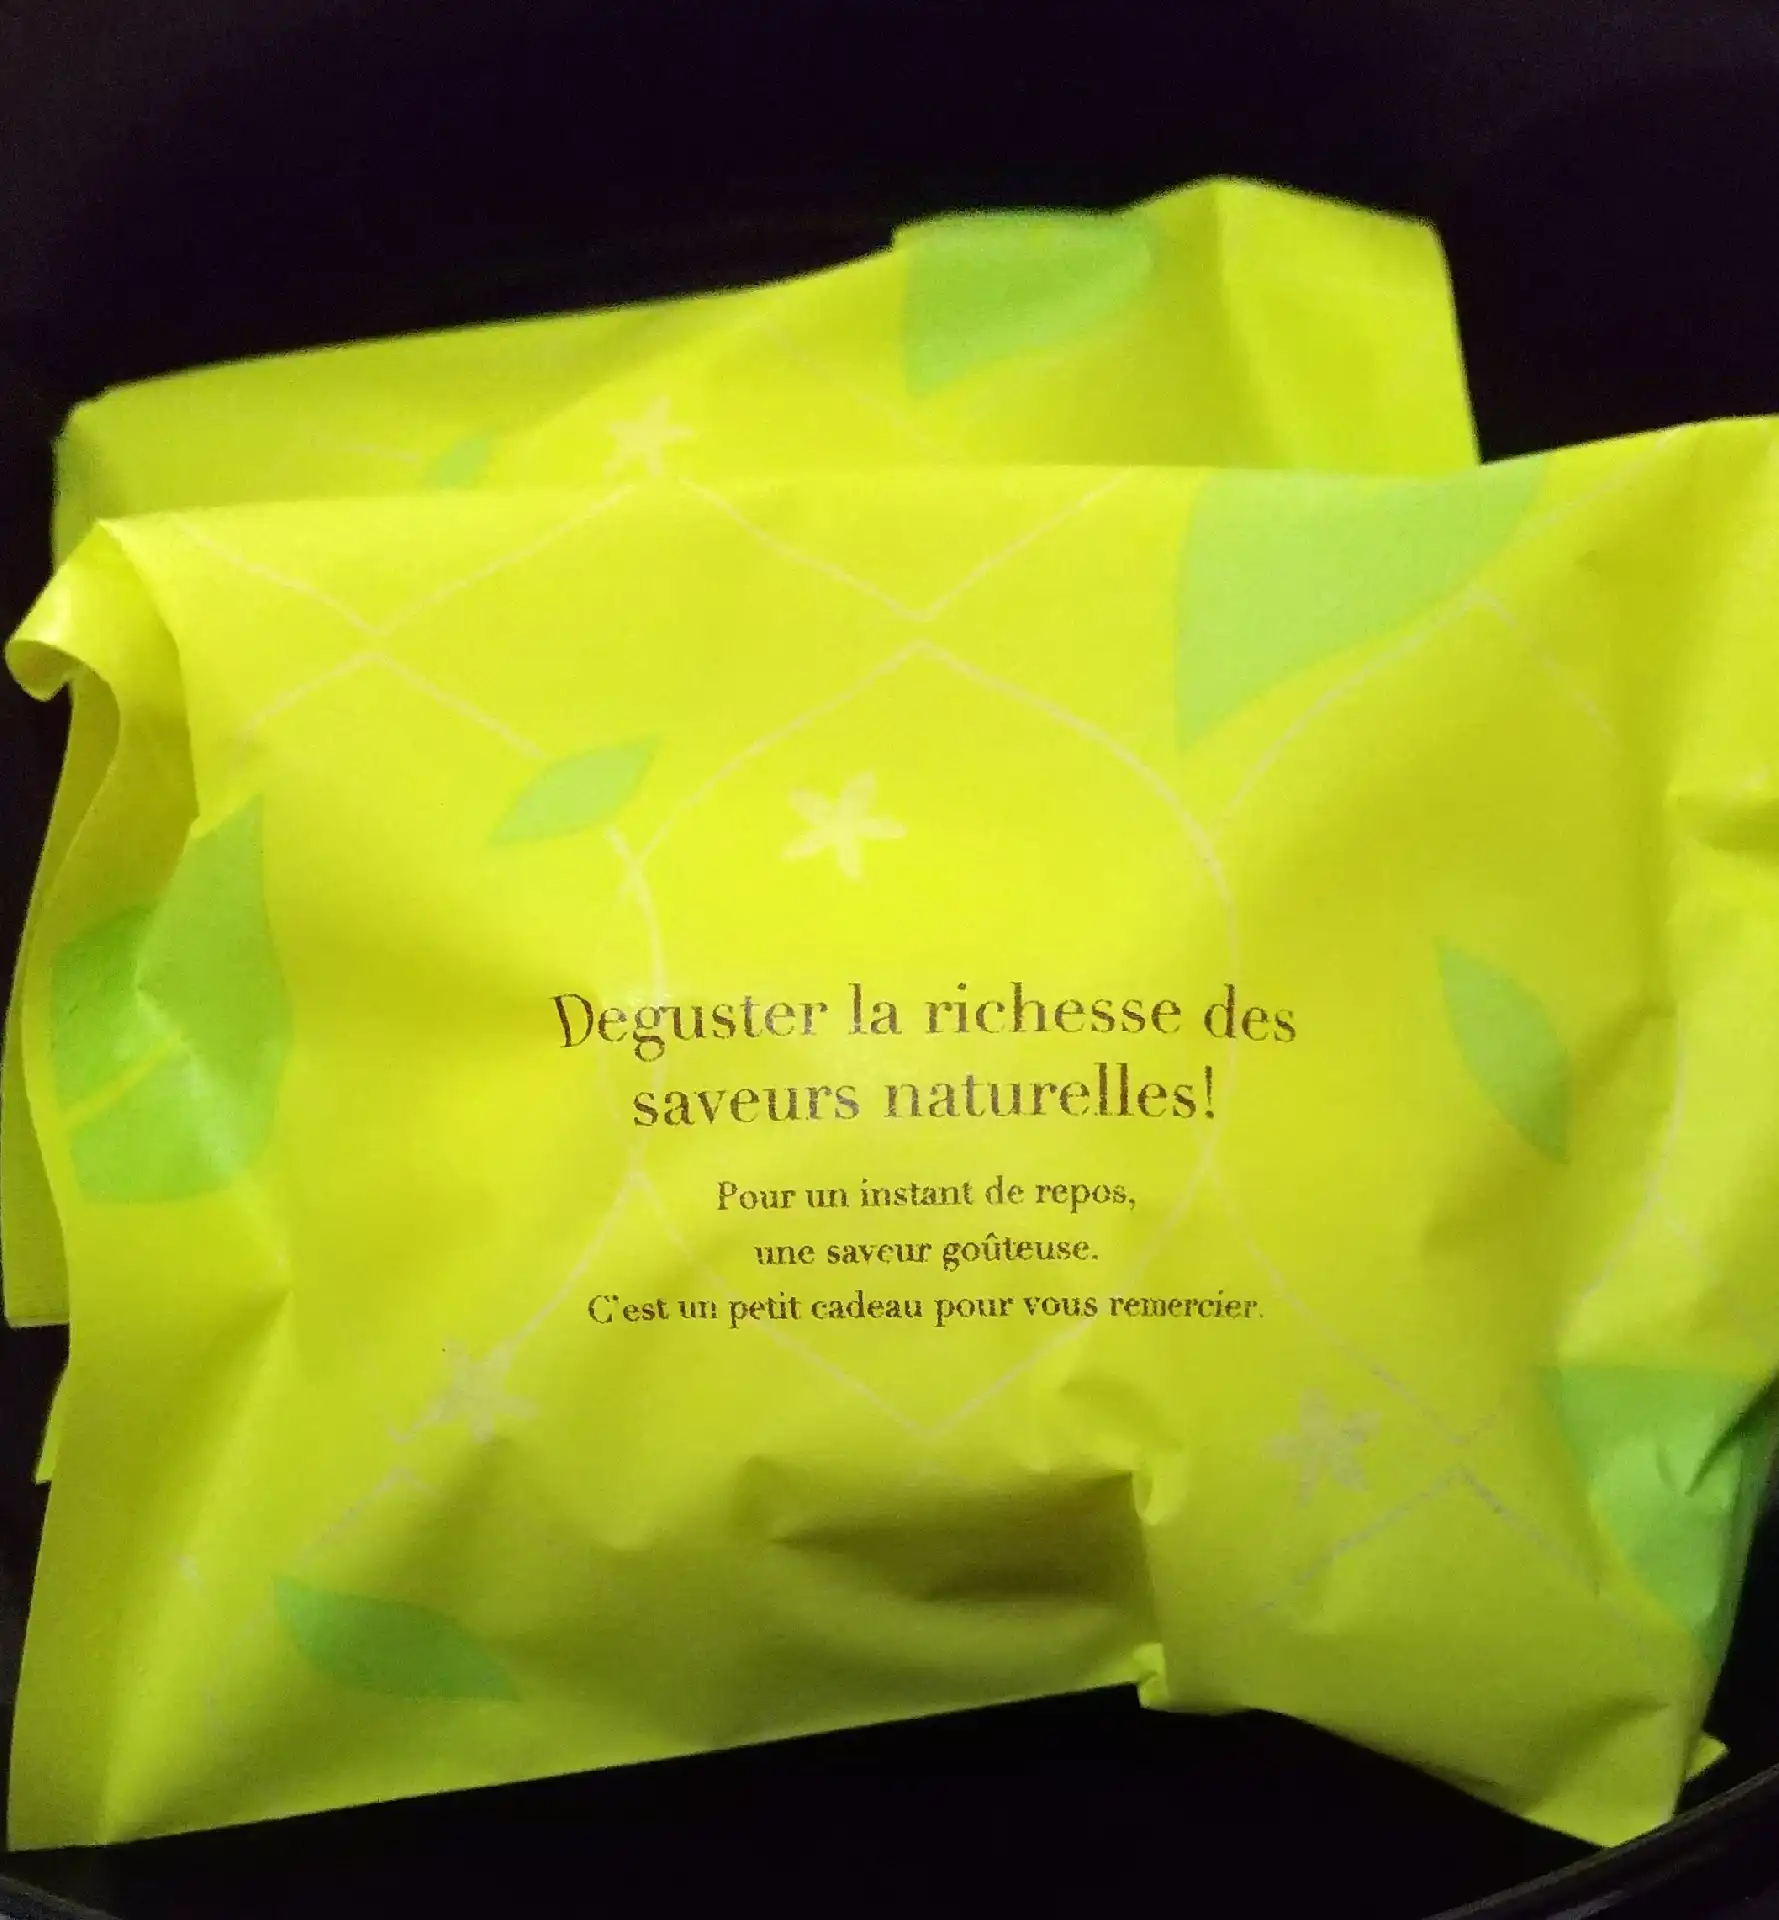 Deguster la richesse des
saveurs naturelles!
Pour un instant de repos,
une saveur goûteuse.
C'est un petit cadeau pour vous remercier.